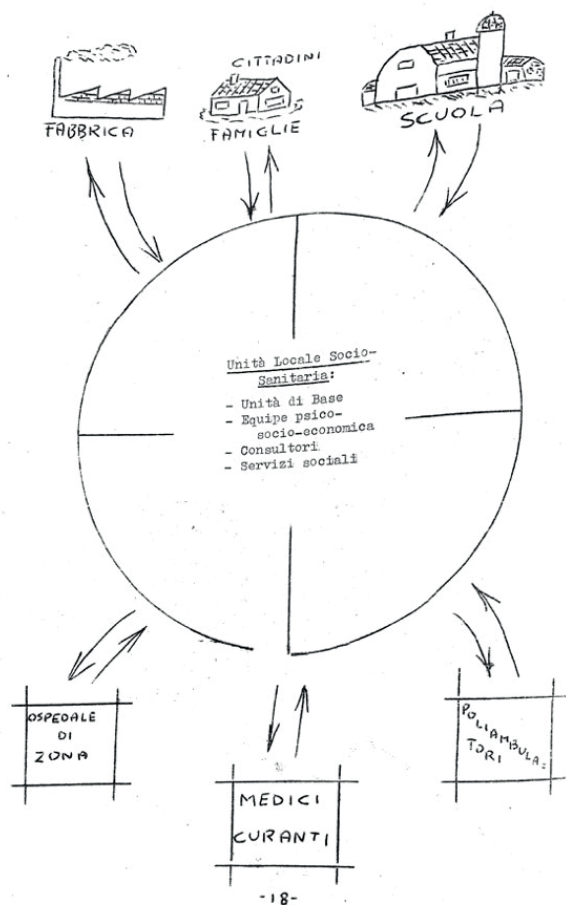 CITTADINI
FABBRICA
FAMIGLIE
SCUOLA
Unità Locale Socio-
Sanitaria:
- Unità di Base
- Equipe psico-
socio-economica
- Consultori
- Servizi sociali
OSPEDALE
DI
ZONA
MEDICI
CURANTI
POLIAMBULA=
TORI
-18-